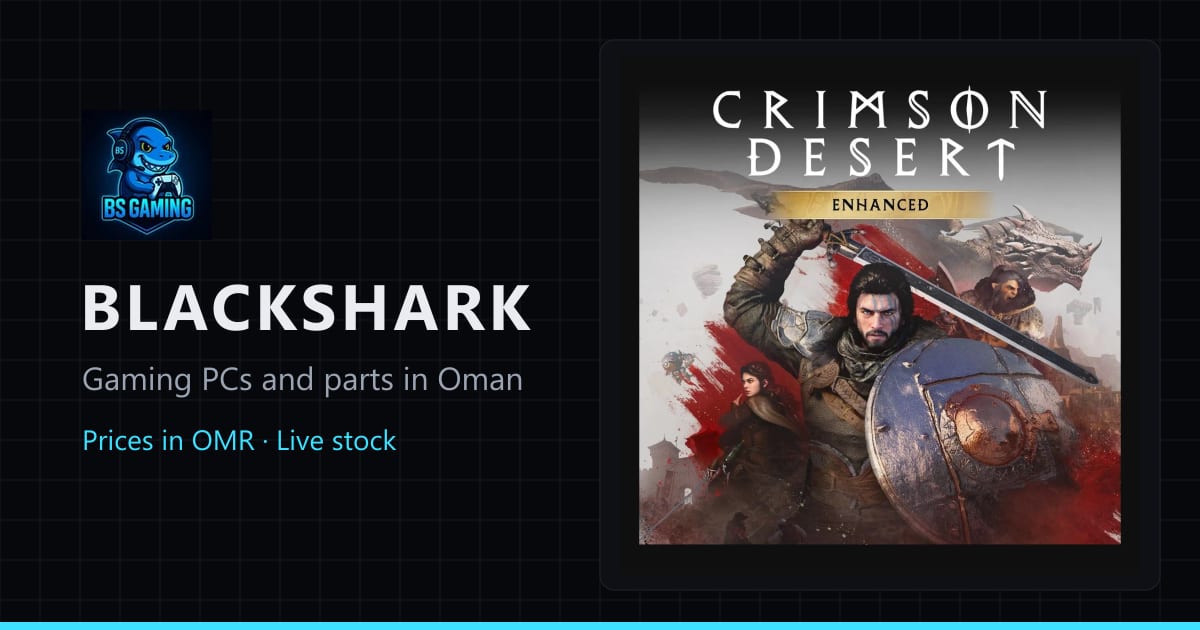 BS
BS GAMING
BLACKSHARK
Gaming PCs and parts in Oman
Prices in OMR · Live stock
CRIMSON
DESERT
ENHANCED